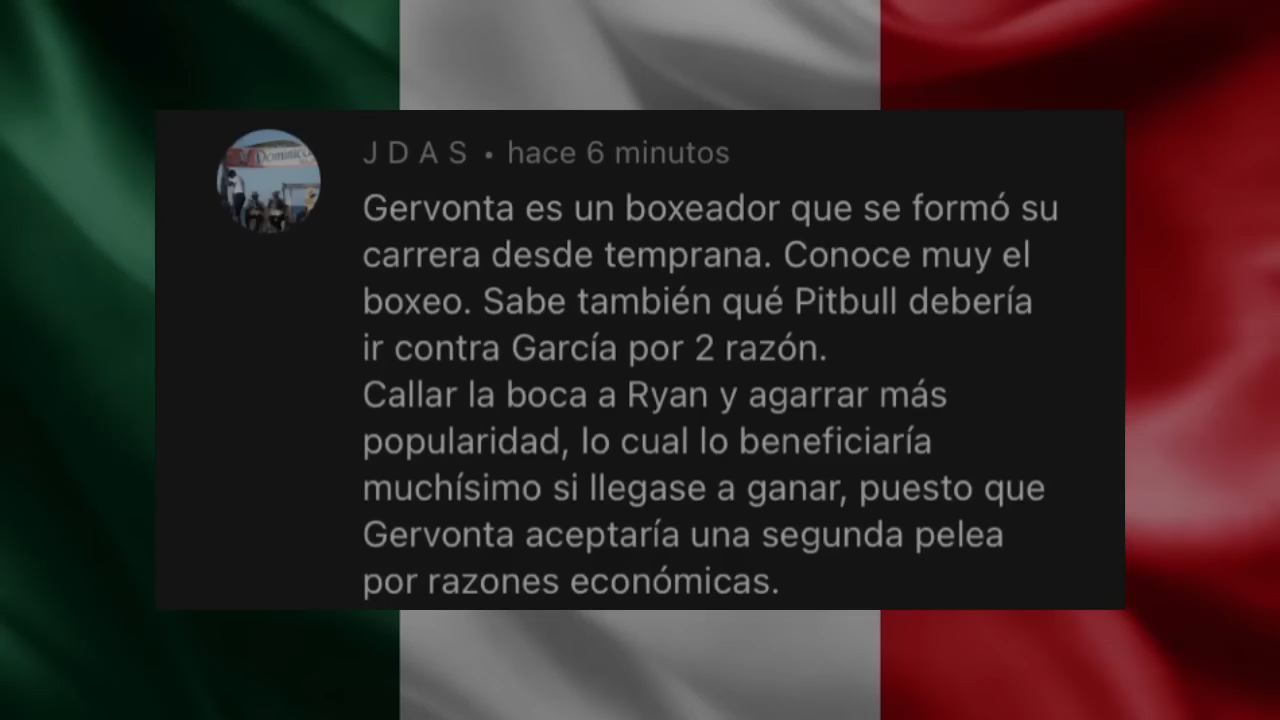 J D A S • hace 6 minutos
Gervonta es un boxeador que se formó su
carrera desde temprana. Conoce muy el
boxeo. Sabe también qué Pitbull debería
ir contra García por 2 razón.
Callar la boca a Ryan y agarrar más
popularidad, lo cual lo beneficiaría
muchísimo si llegase a ganar, puesto que
Gervonta aceptaría una segunda pelea
por razones económicas.